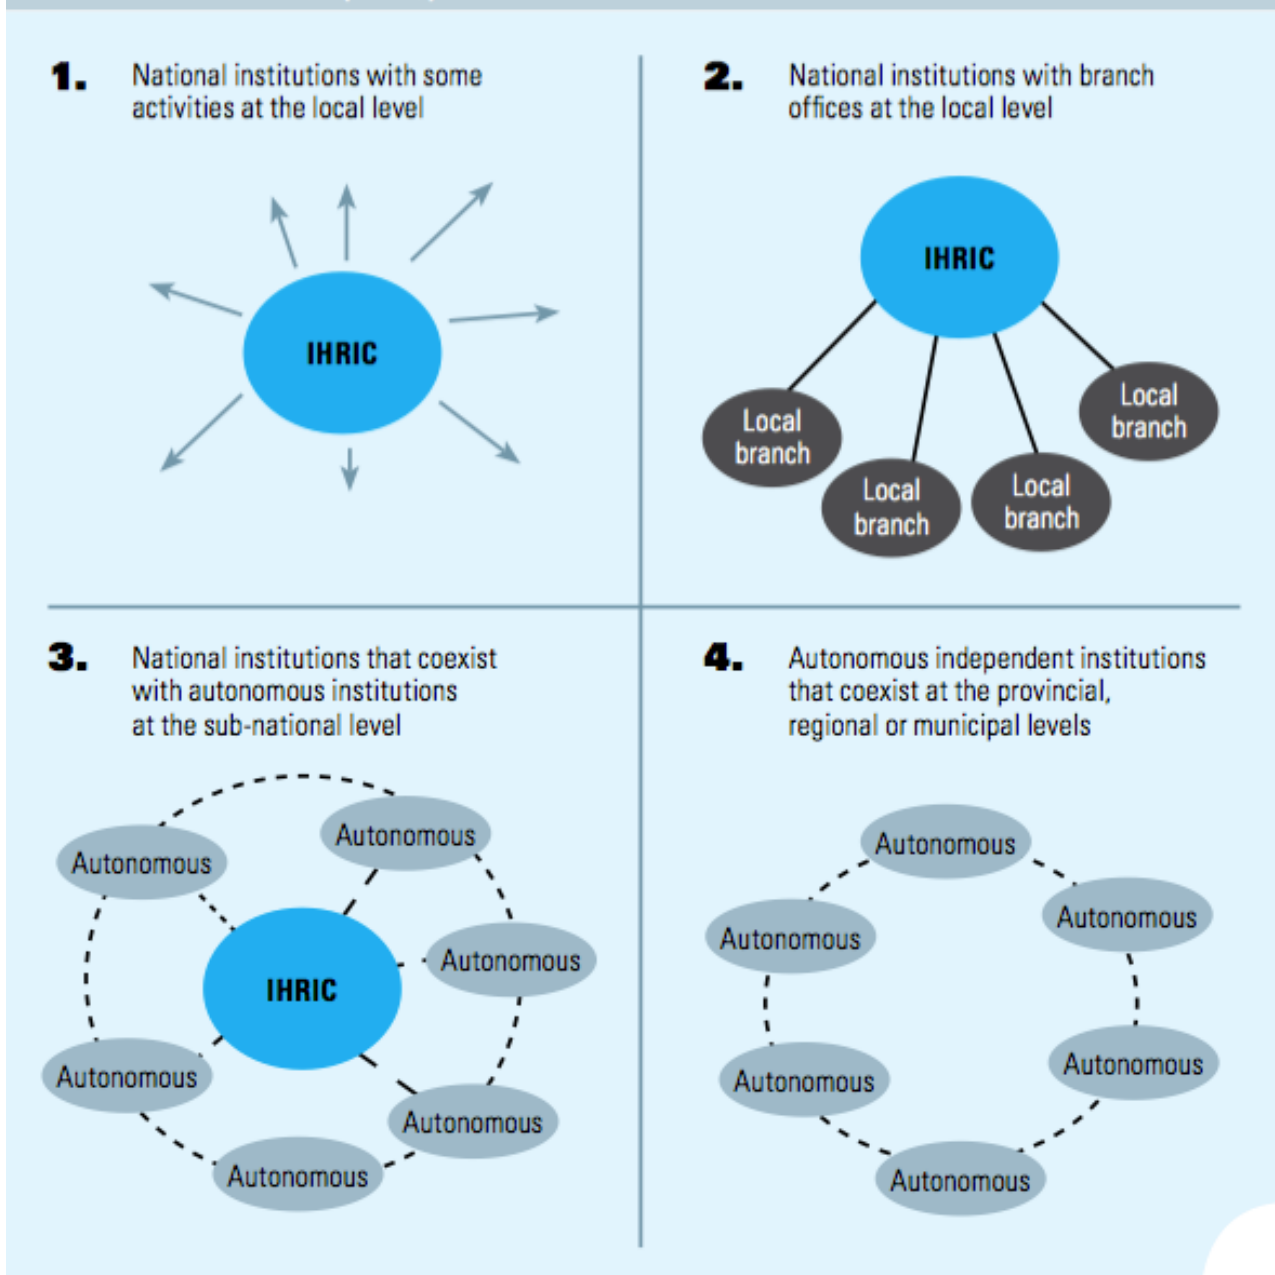 1.
National institutions with some
activities at the local level
IHRIC
2.
National institutions with branch
offices at the local level
IHRIC
Local
branch
Local
branch
Local
branch
Local
branch
3.
National institutions that coexist
with autonomous institutions
at the sub-national level
Autonomous
Autonomous
Autonomous
IHRIC
Autonomous
Autonomous
Autonomous
4.
Autonomous independent institutions
that coexist at the provincial,
regional or municipal levels
Autonomous
Autonomous
Autonomous
Autonomous
Autonomous
Autonomous